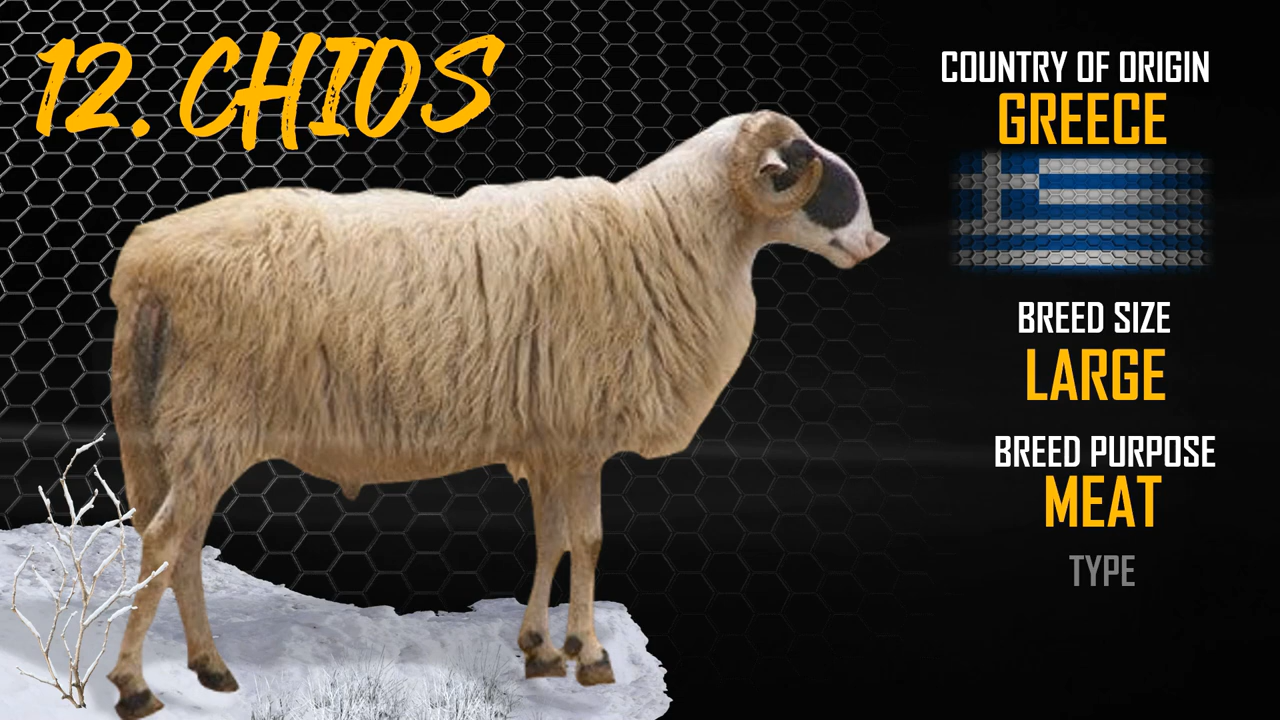 12. CHIOS
COUNTRY OF ORIGIN
GREECE
BREED SIZE
LARGE
BREED PURPOSE
MEAT
TYPE